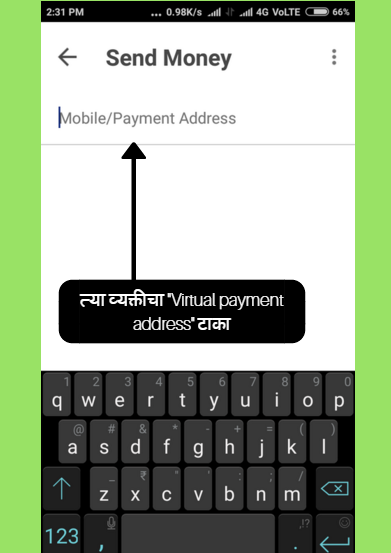 2:31 PM ... 0.98K/s 4G VoLTE 66%
Send Money
Mobile/Payment Address
त्या व्यक्तीचा "Virtual payment
address" टाका
1 2 3 4 5 6 7 8 9 0
q w e r t y u i o p
@ # & * - + = ( )
a s d f g h j k l
_ ₹ " ' : ; /
z x c v b n m
123 , . ,!?